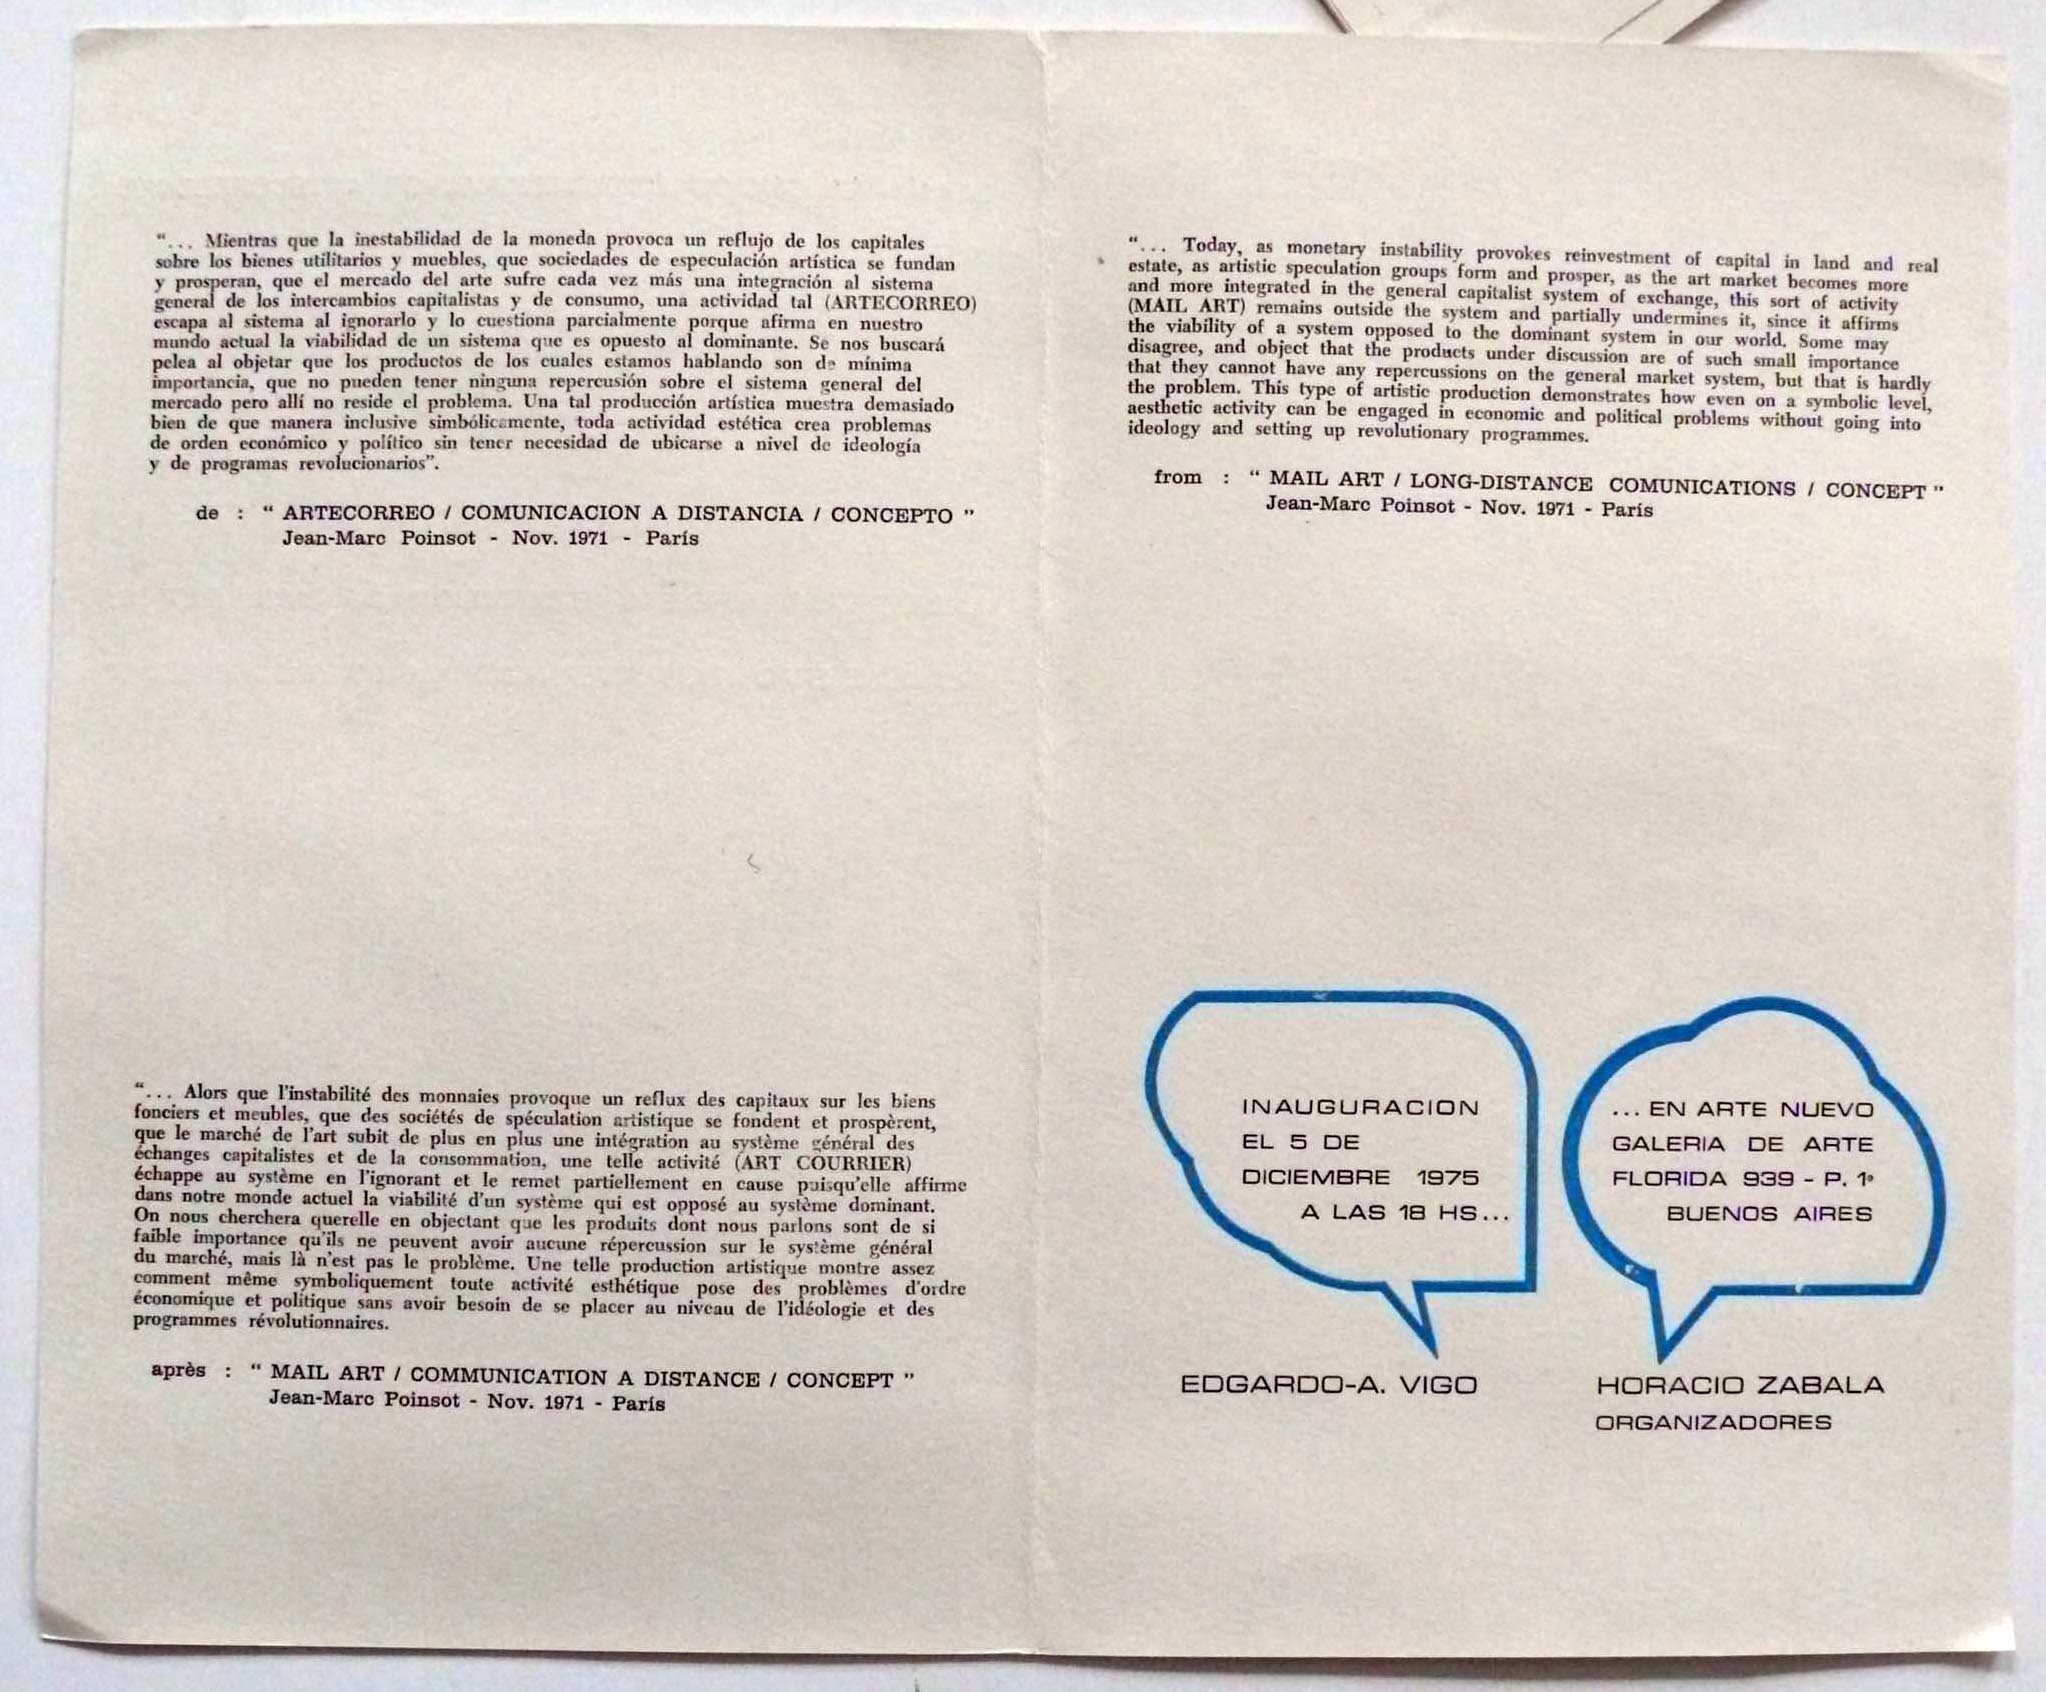 “... Mientras que la inestabilidad de la moneda provoca un reflujo de los capitales
sobre los bienes utilitarios y muebles, que sociedades de especulación artística se fundan
y prosperan, que el mercado del arte sufre cada vez más una integración al sistema
general de los intercambios capitalistas y de consumo, una actividad tal (ARTECORREO)
escapa al sistema al ignorarlo y lo cuestiona parcialmente porque afirma en nuestro
mundo actual la viabilidad de un sistema que es opuesto al dominante. Se nos buscará
pelea al objetar que los productos de los cuales estamos hablando son de mínima
importancia, que no pueden tener ninguna repercusión sobre el sistema general del
mercado pero allí no reside el problema. Una tal producción artística muestra demasiado
bien de que manera inclusive simbólicamente, toda actividad estética crea problemas
de orden económico y político sin tener necesidad de ubicarse a nivel de ideología
y de programas revolucionarios”.
de : “ ARTECORREO / COMUNICACION A DISTANCIA / CONCEPTO ”
Jean-Marc Poinsot - Nov. 1971 - París
“... Alors que l'instabilité des monnaies provoque un reflux des capitaux sur les biens
fonciers et meubles, que des sociétés de spéculation artistique se fondent et prospèrent,
que le marché de l'art subit de plus en plus une intégration au système général des
échanges capitalistes et de la consommation, une telle activité (ART COURRIER)
échappe au système en l'ignorant et le remet partiellement en cause puisqu'elle affirme
dans notre monde actuel la viabilité d'un système qui est opposé au système dominant.
On nous cherchera querelle en objectant que les produits dont nous parlons sont de si
faible importance qu'ils ne peuvent avoir aucune répercussion sur le système général
du marché, mais là n'est pas le problème. Une telle production artistique montre assez
comment même symboliquement toute activité esthétique pose des problèmes d'ordre
économique et politique sans avoir besoin de se placer au niveau de l'idéologie et des
programmes révolutionnaires.
après : “ MAIL ART / COMMUNICATION A DISTANCE / CONCEPT ”
Jean-Marc Poinsot - Nov. 1971 - París
“... Today, as monetary instability provokes reinvestment of capital in land and real
estate, as artistic speculation groups form and prosper, as the art market becomes more
and more integrated in the general capitalist system of exchange, this sort of activity
(MAIL ART) remains outside the system and partially undermines it, since it affirms
the viability of a system opposed to the dominant system in our world. Some may
disagree, and object that the products under discussion are of such small importance
that they cannot have any repercussions on the general market system, but that is hardly
the problem. This type of artistic production demonstrates how even on a symbolic level,
aesthetic activity can be engaged in economic and political problems without going into
ideology and setting up revolutionary programmes.
from : “ MAIL ART / LONG-DISTANCE COMUNICATIONS / CONCEPT ”
Jean-Marc Poinsot - Nov. 1971 - París
INAUGURACION
EL 5 DE
DICIEMBRE 1975
A LAS 18 HS...
EDGARDO-A. VIGO
... EN ARTE NUEVO
GALERIA DE ARTE
FLORIDA 939 - P. 1º
BUENOS AIRES
HORACIO ZABALA
ORGANIZADORES